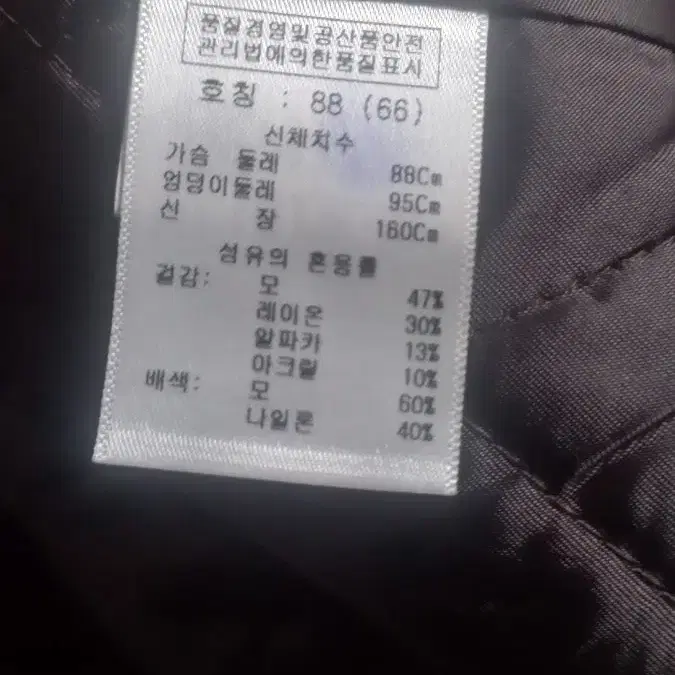 품질경영및공산품안전
관리법에의한품질표시
호칭 : 88 (66)
신체치수
가슴 둘레 88Cm
엉덩이둘레 95Cm
신 장 160Cm
섬유의 혼용률
겉감: 모 47%
레이온 30%
알파카 13%
아크릴 10%
배색: 모 60%
나일론 40%